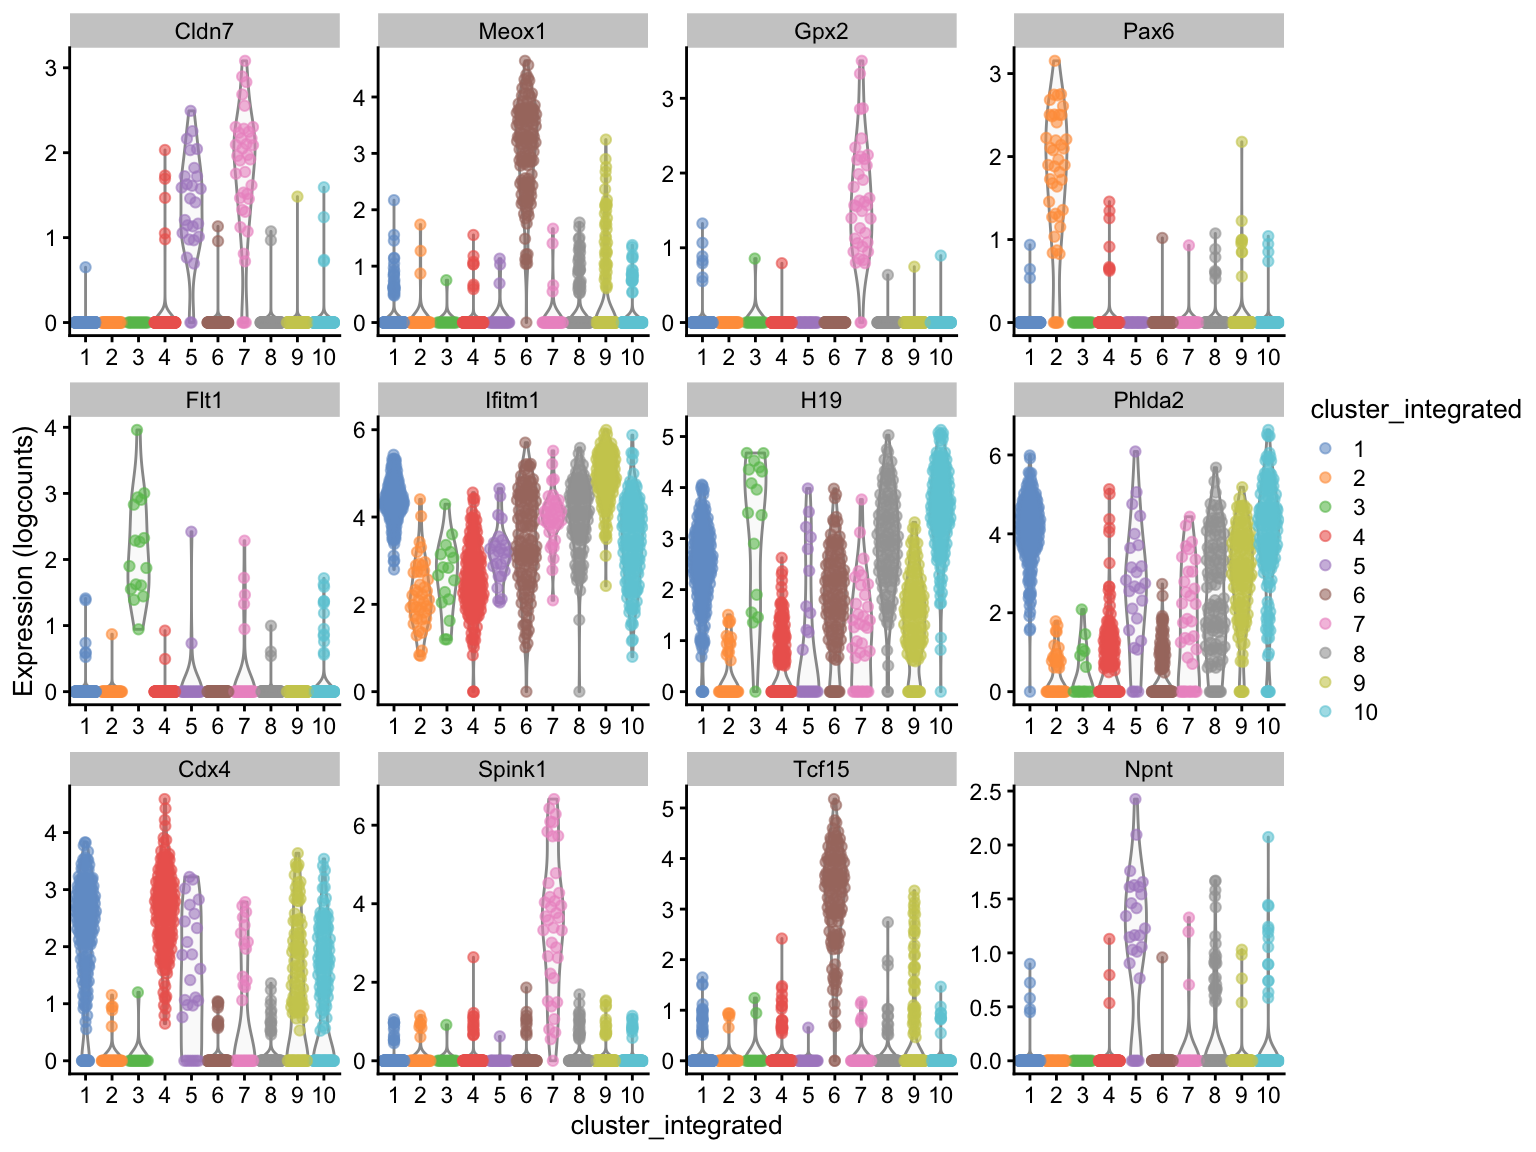 Cldn7 Meox1 Gpx2 Pax6
3 2 1 0
4 3 2 1 0
3 2 1 0
3 2 1 0
1 2 3 4 5 6 7 8 9 10
1 2 3 4 5 6 7 8 9 10
1 2 3 4 5 6 7 8 9 10
1 2 3 4 5 6 7 8 9 10
Expression (logcounts)
Flt1 Ifitm1 H19 Phlda2
4 3 2 1 0
6 4 2 0
5 4 3 2 1 0
6 4 2 0
1 2 3 4 5 6 7 8 9 10
1 2 3 4 5 6 7 8 9 10
1 2 3 4 5 6 7 8 9 10
1 2 3 4 5 6 7 8 9 10
Cdx4 Spink1 Tcf15 Npnt
4 3 2 1 0
6 4 2 0
5 4 3 2 1 0
2.5 2.0 1.5 1.0 0.5 0.0
1 2 3 4 5 6 7 8 9 10
1 2 3 4 5 6 7 8 9 10
1 2 3 4 5 6 7 8 9 10
1 2 3 4 5 6 7 8 9 10
cluster_integrated
cluster_integrated
1
2
3
4
5
6
7
8
9
10